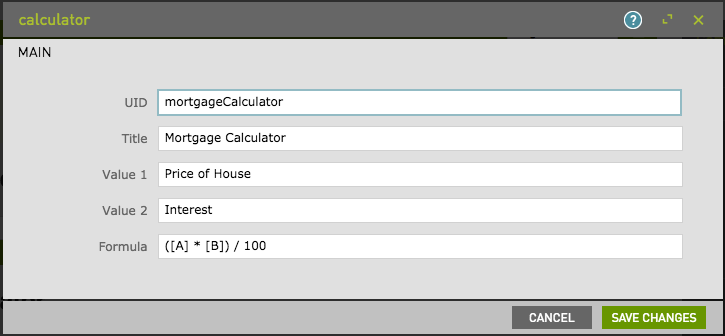 calculator ?
MAIN
UID mortgageCalculator
Title Mortgage Calculator
Value 1 Price of House
Value 2 Interest
Formula ([A] * [B]) / 100
CANCEL SAVE CHANGES